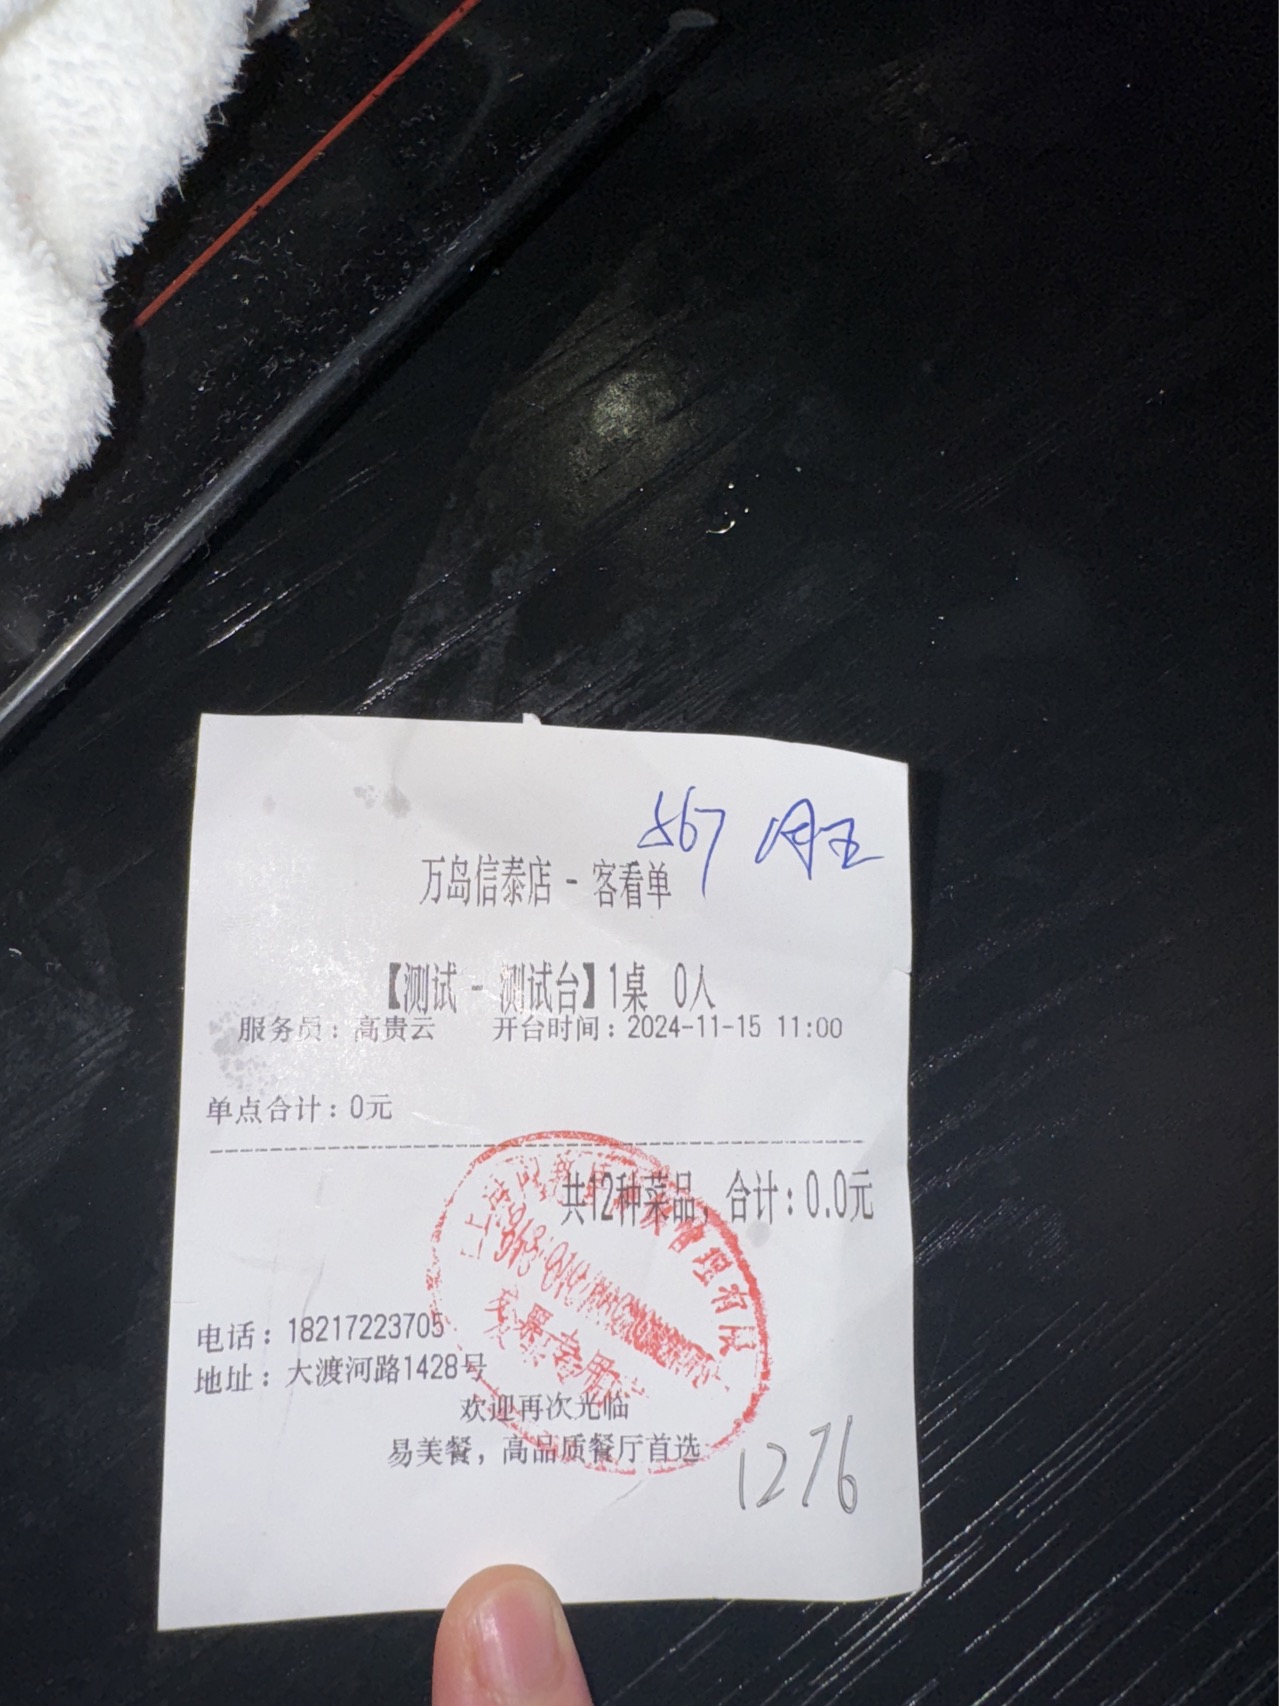 567
万岛信泰店 - 客看单
【测试 - 测试台】1桌 0人
服务员：高贵云 开台时间：2024-11-15 11:00
单点合计：0元
共12种菜品，合计：0.0元
电话：18217223705
地址：大渡河路1428号
欢迎再次光临
易美餐，高品质餐厅首选
1276